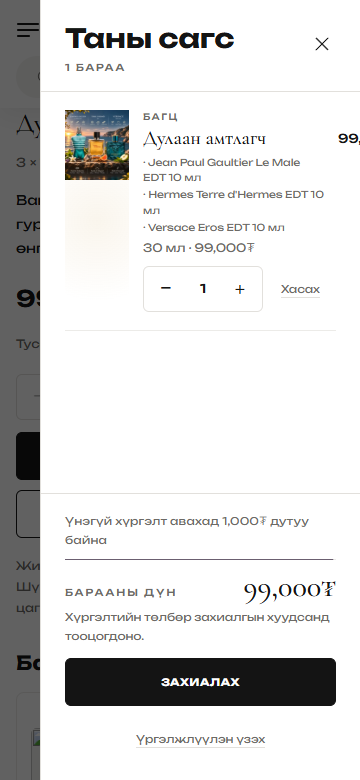 Таны сагс
1 БАРАА
БАГЦ
Дулаан амтлагч
99,
· Jean Paul Gaultier Le Male
EDT 10 мл
· Hermes Terre d'Hermes EDT 10
мл
· Versace Eros EDT 10 мл
30 мл · 99,000₮
− 1 +
Хасах
Үнэгүй хүргэлт авахад 1,000₮ дутуу
байна
БАРААНЫ ДҮН
99,000₮
Хүргэлтийн төлбөр захиалгын хуудсанд
тооцогдоно.
ЗАХИАЛАХ
Үргэлжлүүлэн үзэх